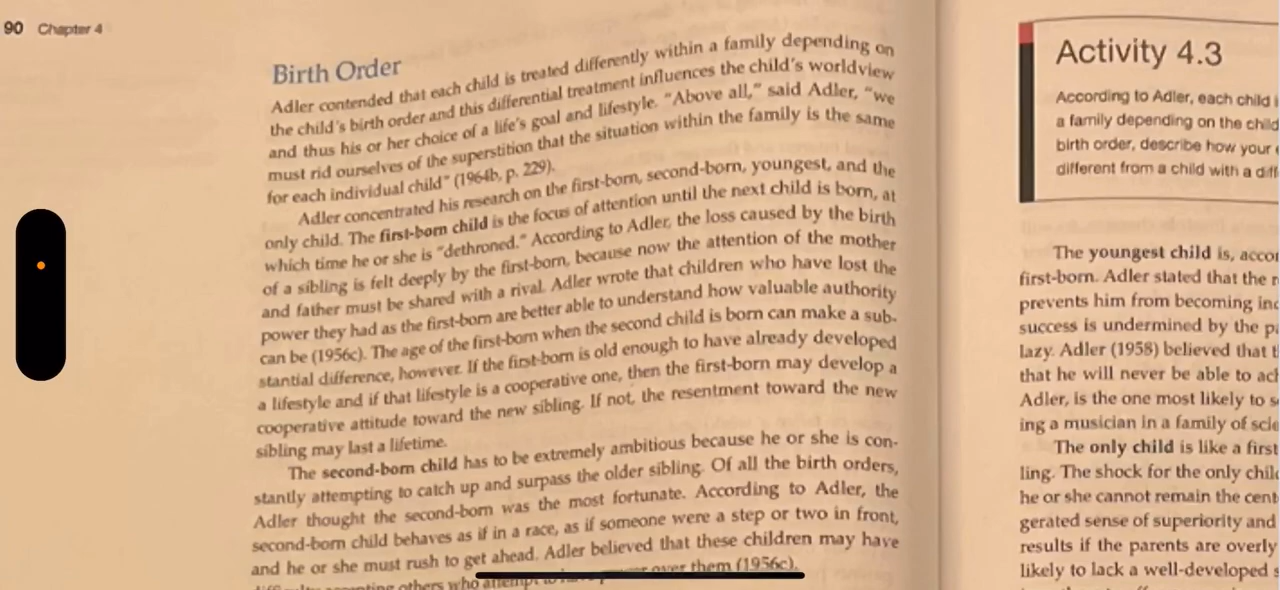 90 Chapter 4
Birth Order
Adler contended that each child is treated differently within a family depending on
the child's birth order and this differential treatment influences the child's worldview
and thus his or her choice of a life's goal and lifestyle. "Above all," said Adler, "we
must rid ourselves of the superstition that the situation within the family is the same
for each individual child" (1964b, p. 229).
Adler concentrated his research on the first-born, second-born, youngest, and the
only child. The first-born child is the focus of attention until the next child is born, at
which time he or she is "dethroned." According to Adler, the loss caused by the birth
of a sibling is felt deeply by the first-born, because now the attention of the mother
and father must be shared with a rival. Adler wrote that children who have lost the
power they had as the first-born are better able to understand how valuable authority
can be (1956c). The age of the first-born when the second child is born can make a sub-
stantial difference, however. If the first-born is old enough to have already developed
a lifestyle and if that lifestyle is a cooperative one, then the first-born may develop a
cooperative attitude toward the new sibling. If not, the resentment toward the new
sibling may last a lifetime.
The second-born child has to be extremely ambitious because he or she is con-
stantly attempting to catch up and surpass the older sibling. Of all the birth orders,
Adler thought the second-born was the most fortunate. According to Adler, the
second-born child behaves as if in a race, as if someone were a step or two in front,
and he or she must rush to get ahead. Adler believed that these children may have
others who attempt over them (1956c).
Activity 4.3
According to Adler, each child
a family depending on the child
birth order, describe how your
different from a child with a
The youngest child is,
first-born. Adler stated that the
prevents him from becoming
success is undermined by the
lazy. Adler (1958) believed that
that he will never be able to
Adler, is the one most likely to
ing a musician in a family of
The only child is like a first
ling. The shock for the only
he or she cannot remain the
gerated sense of superiority and
results if the parents are overly
likely to lack a well-developed